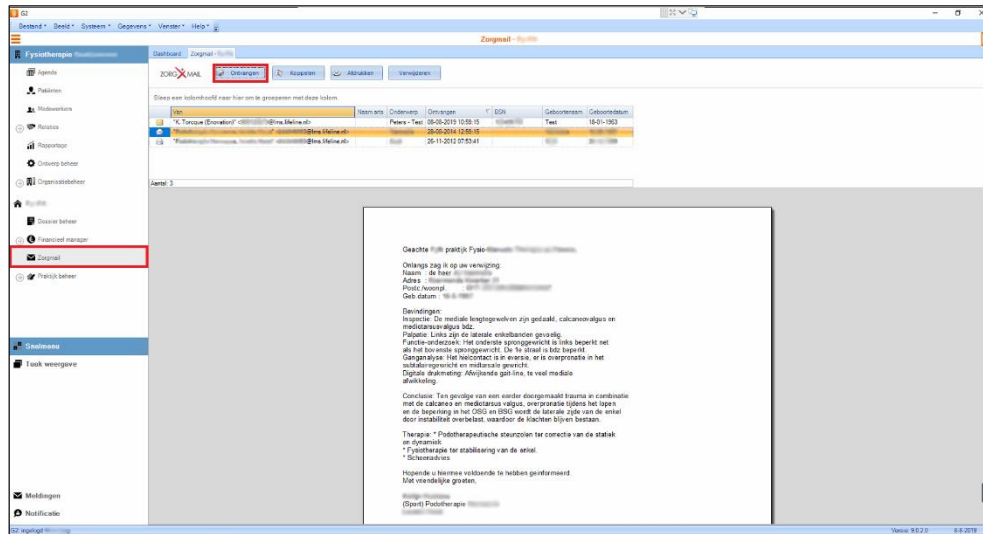 G2
Bestand Beeld Systeem Gegevens Venster Help
Zorgmail -
Fysiotherapie
Dashboard Zorgmail -
Agenda
Patiënten
Medewerkers
Relaties
Rapportage
Ontwerp beheer
Organisatiebeheer
Dossier beheer
Financieel manager
Zorgmail
Praktijk beheer
Snelmenu
Taak weergave
Meldingen
Notificatie
ZORG MAIL Ontvangen Koppelen Afdrukken Verwijderen
Sleep een kolomhoofd naar hier om te groeperen met deze kolom.
Van Naam arts Onderwerp Ontvangen BSN Geboortenaam Geboortedatum
"K. Torcque (Enovation)" @lms.lifeline.nl> Peters - Test 08-08-2019 10:59:15 Test 18-01-1963
@lms.lifeline.nl> 28-08-2014 12:59:15
@lms.lifeline.nl> 26-11-2012 07:53:41
Aantal: 3
Geachte praktijk Fysio
Onlangs zag ik op uw verwijzing:
Naam : de heer
Adres :
Postc./woonpl. :
Geb.datum :
Bevindingen:
Inspectie: De mediale lengtegewelven zijn gedaald, calcaneovalgus en
mediotarsusvalgus bdz.
Palpatie: Links zijn de laterale enkelbanden gevoelig.
Functie-onderzoek: Het onderste spronggewricht is links beperkt net
als het bovenste spronggewricht. De 1e straal is bdz beperkt.
Ganganalyse: Het hielcontact is in eversie, er is overpronatie in het
subtalairegewricht en midtarsale gewricht.
Digitale drukmeting: Afwijkende gait-line, te veel mediale
afwikkeling.
Conclusie: Ten gevolge van een eerder doorgemaakt trauma in combinatie
met de calcaneo en mediotarsus valgus, overpronatie tijdens het lopen
en de beperking in het OSG en BSG wordt de laterale zijde van de enkel
door instabiliteit overbelast, waardoor de klachten blijven bestaan.
Therapie: * Podotherapeutische steunzolen ter correctie van de statiek
en dynamiek
* Fysiotherapie ter stabilisering van de enkel.
* Schoenadvies
Hopende u hiermee voldoende te hebben geinformeerd.
Met vriendelijke groeten,
(Sport) Podotherapie
G2: ingelogd
Versie: 9.0.2.0 6-8-2019